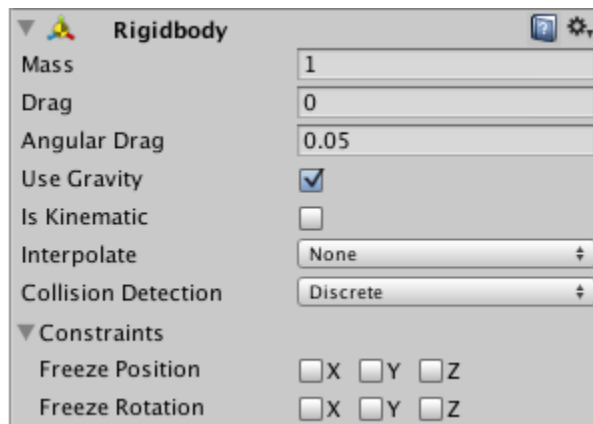 Rigidbody
Mass 1
Drag 0
Angular Drag 0.05
Use Gravity
Is Kinematic
Interpolate None
Collision Detection Discrete
Constraints
Freeze Position X Y Z
Freeze Rotation X Y Z